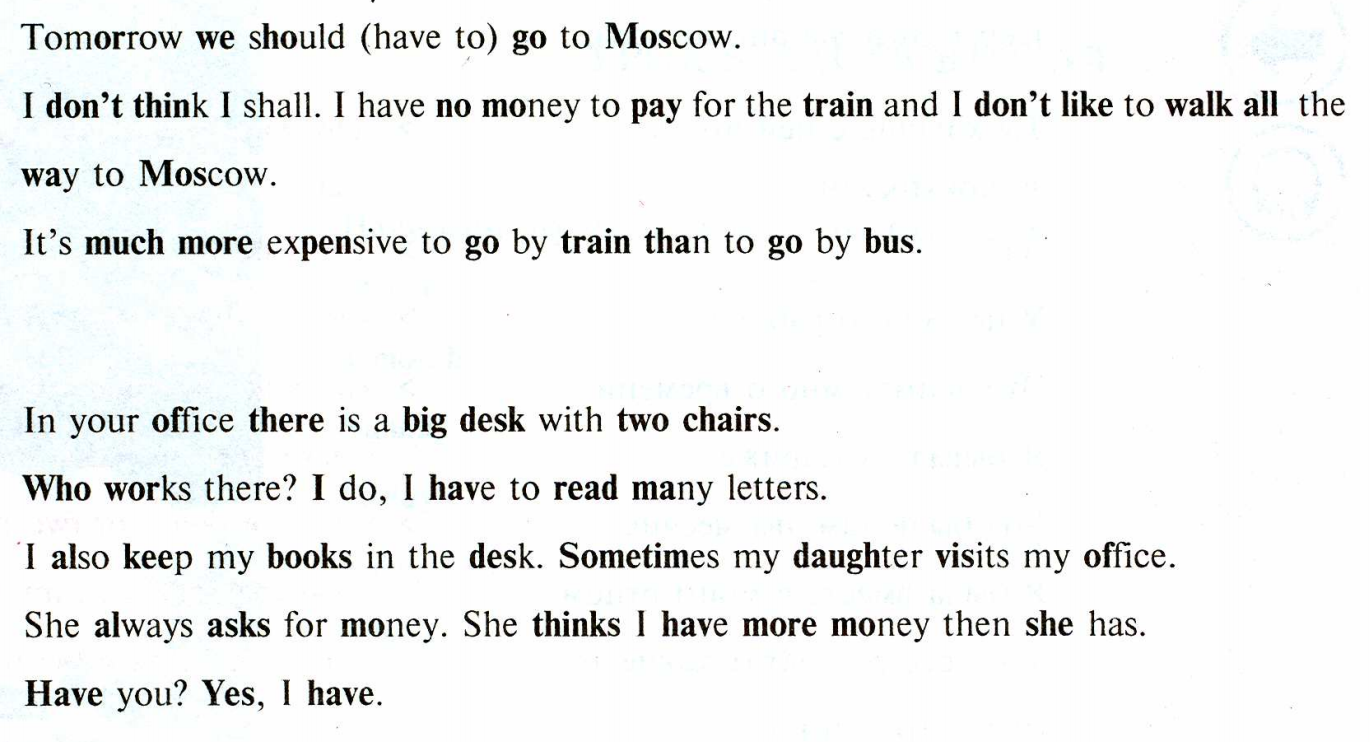 Tomorrow we should (have to) go to Moscow.
I don't think I shall. I have no money to pay for the train and I don't like to walk all the
way to Moscow.
It's much more expensive to go by train than to go by bus.
In your office there is a big desk with two chairs.
Who works there? I do, I have to read many letters.
I also keep my books in the desk. Sometimes my daughter visits my office.
She always asks for money. She thinks I have more money then she has.
Have you? Yes, I have.